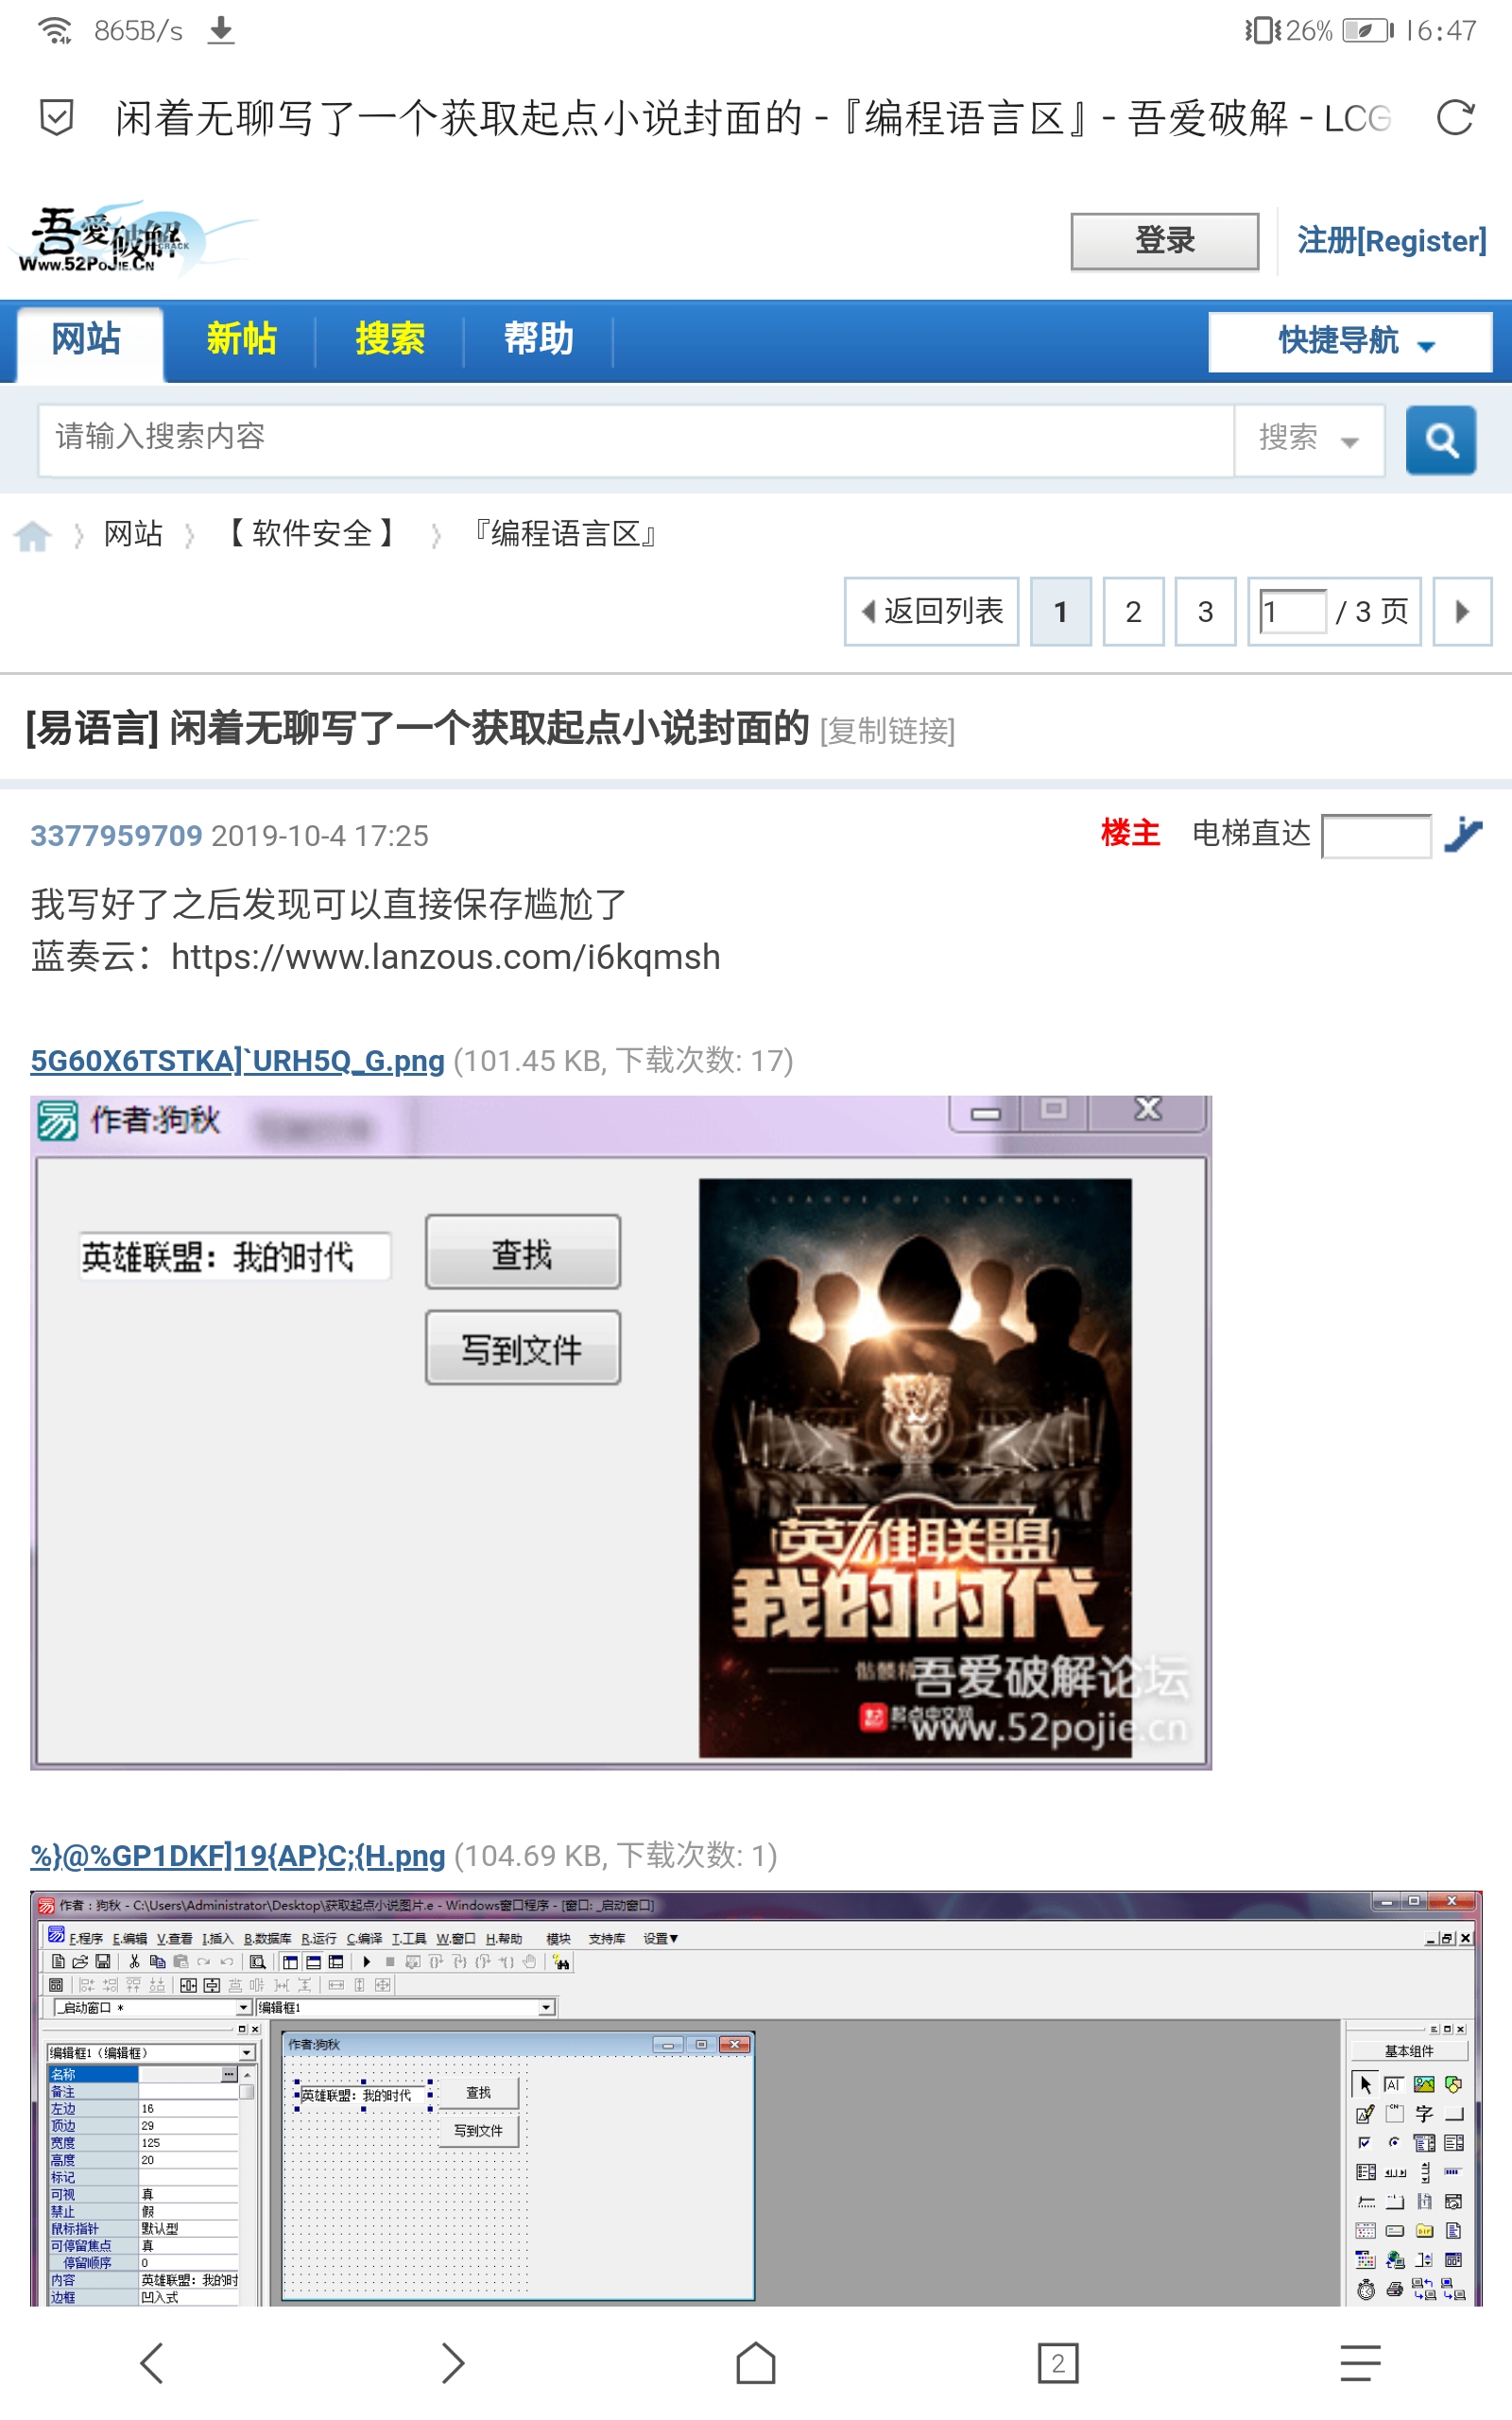 865B/s 26% 16:47
闲着无聊写了一个获取起点小说封面的 -『编程语言区』- 吾爱破解 - LCG
吾愛破解
CRACK
Www.52PoJie.Cn
登录 注册[Register]
网站 新帖 搜索 帮助 快捷导航
请输入搜索内容 搜索
网站 【 软件安全 】 『编程语言区』
返回列表 1 2 3 1 / 3 页
[易语言] 闲着无聊写了一个获取起点小说封面的 [复制链接]
3377959709 2019-10-4 17:25 楼主 电梯直达
我写好了之后发现可以直接保存尴尬了
蓝奏云：https://www.lanzous.com/i6kqmsh
5G60X6TSTKA]`URH5Q_G.png (101.45 KB, 下载次数: 17)
易 作者:狗秋
英雄联盟：我的时代 查找
写到文件
LEAGUE OF LEGENDS
英雄联盟
我的时代
吾爱破解论坛
起点中文网
www.52pojie.cn
%}@%GP1DKF]19{AP}C;{H.png (104.69 KB, 下载次数: 1)
作者：狗秋 - C:\Users\Administrator\Desktop\获取起点小说图片.e - Windows窗口程序 - [窗口: _启动窗口]
F.程序 E.编辑 V.查看 I.插入 B.数据库 R.运行 C.编译 T.工具 W.窗口 H.帮助 模块 支持库 设置▼
_启动窗口 * 编辑框1
作者:狗秋
编辑框1（编辑框） 基本组件
名称
备注
英雄联盟：我的时代 查找
左边 16
顶边 29
写到文件
宽度 125
高度 20
标记
可视 真
禁止 假
鼠标指针 默认型
可停留焦点 真
停留顺序 0
内容 英雄联盟：我的时
边框 凹入式
2